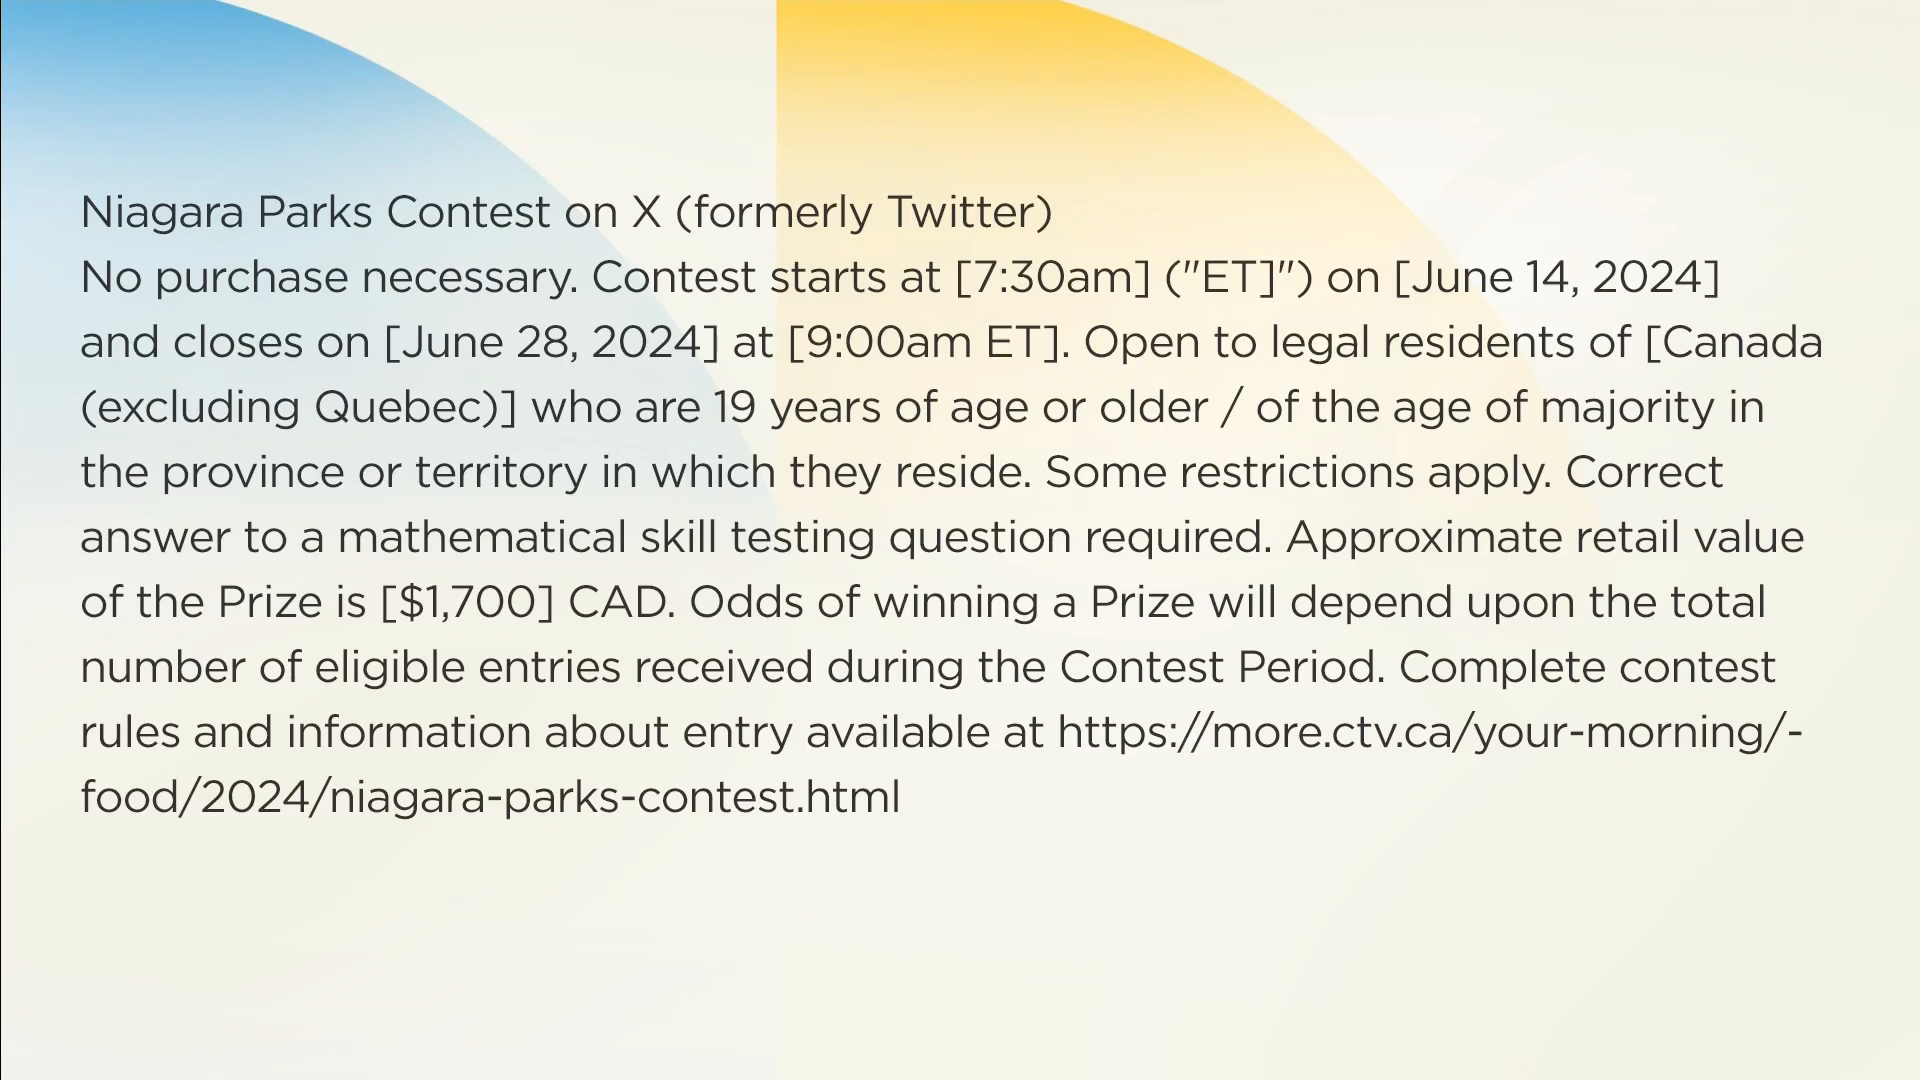 Niagara Parks Contest on X (formerly Twitter)
No purchase necessary. Contest starts at [7:30am] ("ET]") on [June 14, 2024]
and closes on [June 28, 2024] at [9:00am ET]. Open to legal residents of [Canada
(excluding Quebec)] who are 19 years of age or older / of the age of majority in
the province or territory in which they reside. Some restrictions apply. Correct
answer to a mathematical skill testing question required. Approximate retail value
of the Prize is [$1,700] CAD. Odds of winning a Prize will depend upon the total
number of eligible entries received during the Contest Period. Complete contest
rules and information about entry available at https://more.ctv.ca/your-morning/-
food/2024/niagara-parks-contest.html